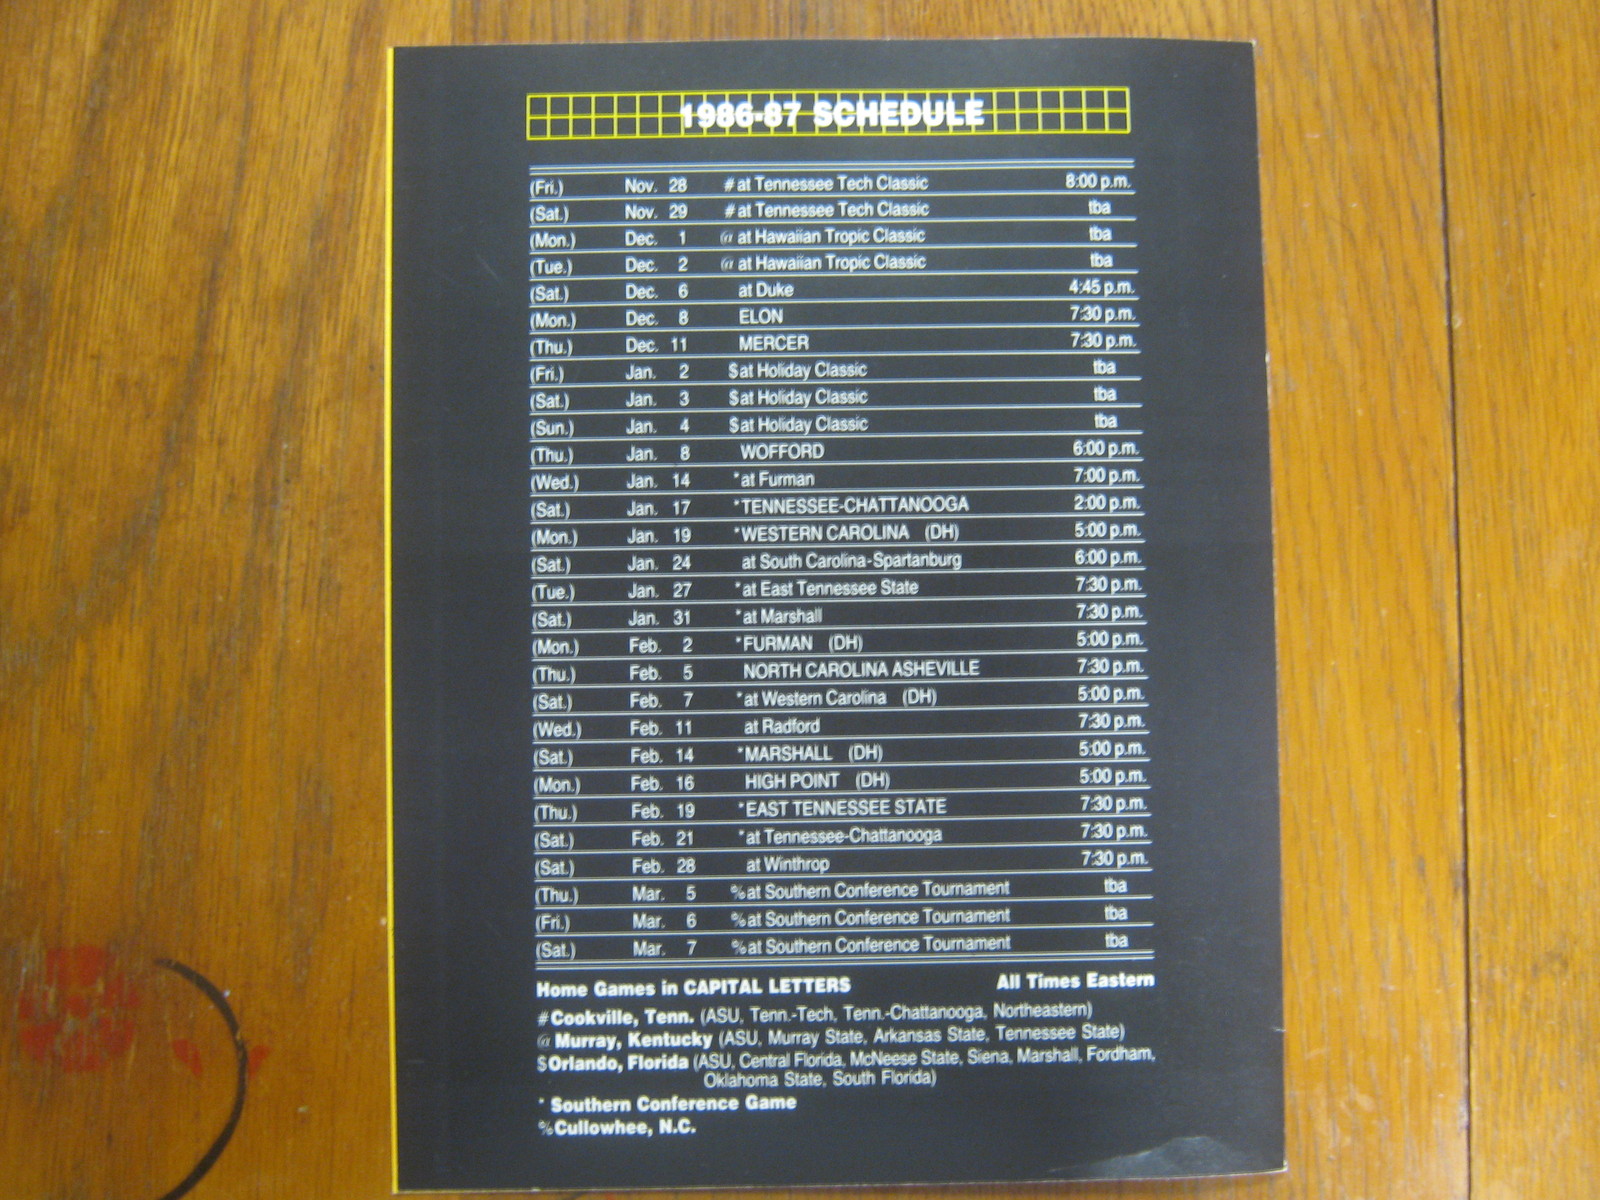 1986-87 SCHEDULE
(Fri.) Nov. 28 # at Tennessee Tech Classic 8:00 p.m.
(Sat.) Nov. 29 # at Tennessee Tech Classic tba
(Mon.) Dec. 1 @ at Hawaiian Tropic Classic tba
(Tue.) Dec. 2 @ at Hawaiian Tropic Classic tba
(Sat.) Dec. 6 at Duke 4:45 p.m.
(Mon.) Dec. 8 ELON 7:30 p.m.
(Thu.) Dec. 11 MERCER 7:30 p.m.
(Fri.) Jan. 2 $ at Holiday Classic tba
(Sat.) Jan. 3 $ at Holiday Classic tba
(Sun.) Jan. 4 $ at Holiday Classic tba
(Thu.) Jan. 8 WOFFORD 6:00 p.m.
(Wed.) Jan. 14 * at Furman 7:00 p.m.
(Sat.) Jan. 17 * TENNESSEE-CHATTANOOGA 2:00 p.m.
(Mon.) Jan. 19 * WESTERN CAROLINA (DH) 5:00 p.m.
(Sat.) Jan. 24 at South Carolina-Spartanburg 6:00 p.m.
(Tue.) Jan. 27 * at East Tennessee State 7:30 p.m.
(Sat.) Jan. 31 * at Marshall 7:30 p.m.
(Mon.) Feb. 2 * FURMAN (DH) 5:00 p.m.
(Thu.) Feb. 5 NORTH CAROLINA ASHEVILLE 7:30 p.m.
(Sat.) Feb. 7 * at Western Carolina (DH) 5:00 p.m.
(Wed.) Feb. 11 at Radford 7:30 p.m.
(Sat.) Feb. 14 * MARSHALL (DH) 5:00 p.m.
(Mon.) Feb. 16 HIGH POINT (DH) 5:00 p.m.
(Thu.) Feb. 19 * EAST TENNESSEE STATE 7:30 p.m.
(Sat.) Feb. 21 * at Tennessee-Chattanooga 7:30 p.m.
(Sat.) Feb. 28 at Winthrop 7:30 p.m.
(Thu.) Mar. 5 % at Southern Conference Tournament tba
(Fri.) Mar. 6 % at Southern Conference Tournament tba
(Sat.) Mar. 7 % at Southern Conference Tournament tba
Home Games in CAPITAL LETTERS All Times Eastern
# Cookville, Tenn. (ASU, Tenn.-Tech, Tenn.-Chattanooga, Northeastern)
@ Murray, Kentucky (ASU, Murray State, Arkansas State, Tennessee State)
$ Orlando, Florida (ASU, Central Florida, McNeese State, Siena, Marshall, Fordham,
Oklahoma State, South Florida)
* Southern Conference Game
% Cullowhee, N.C.